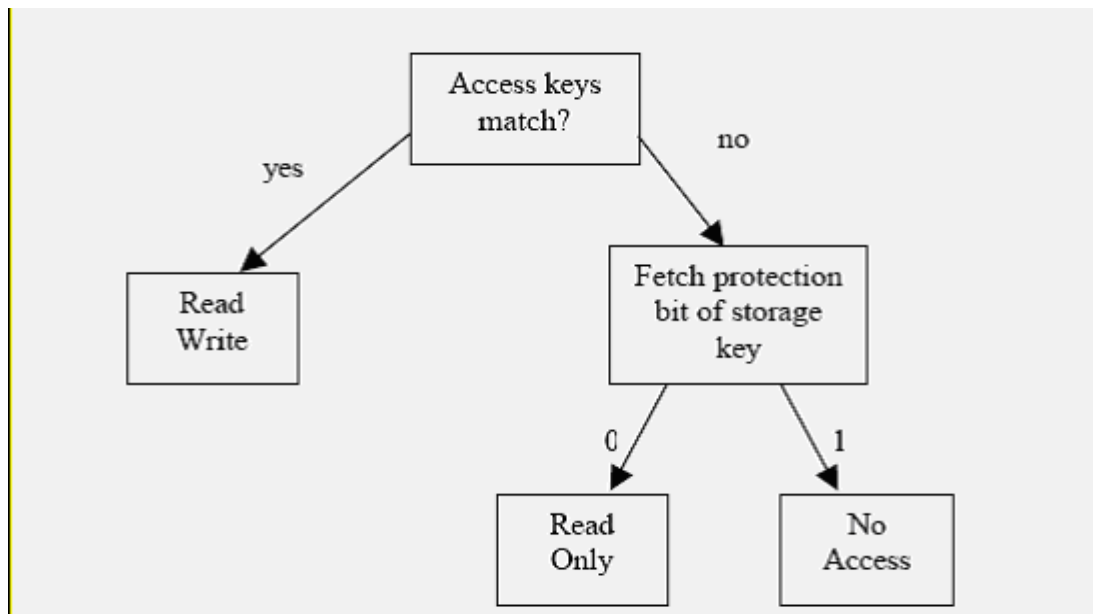 Access keys
match?
yes
no
Read
Write
Fetch protection
bit of storage
key
0
1
Read
Only
No
Access